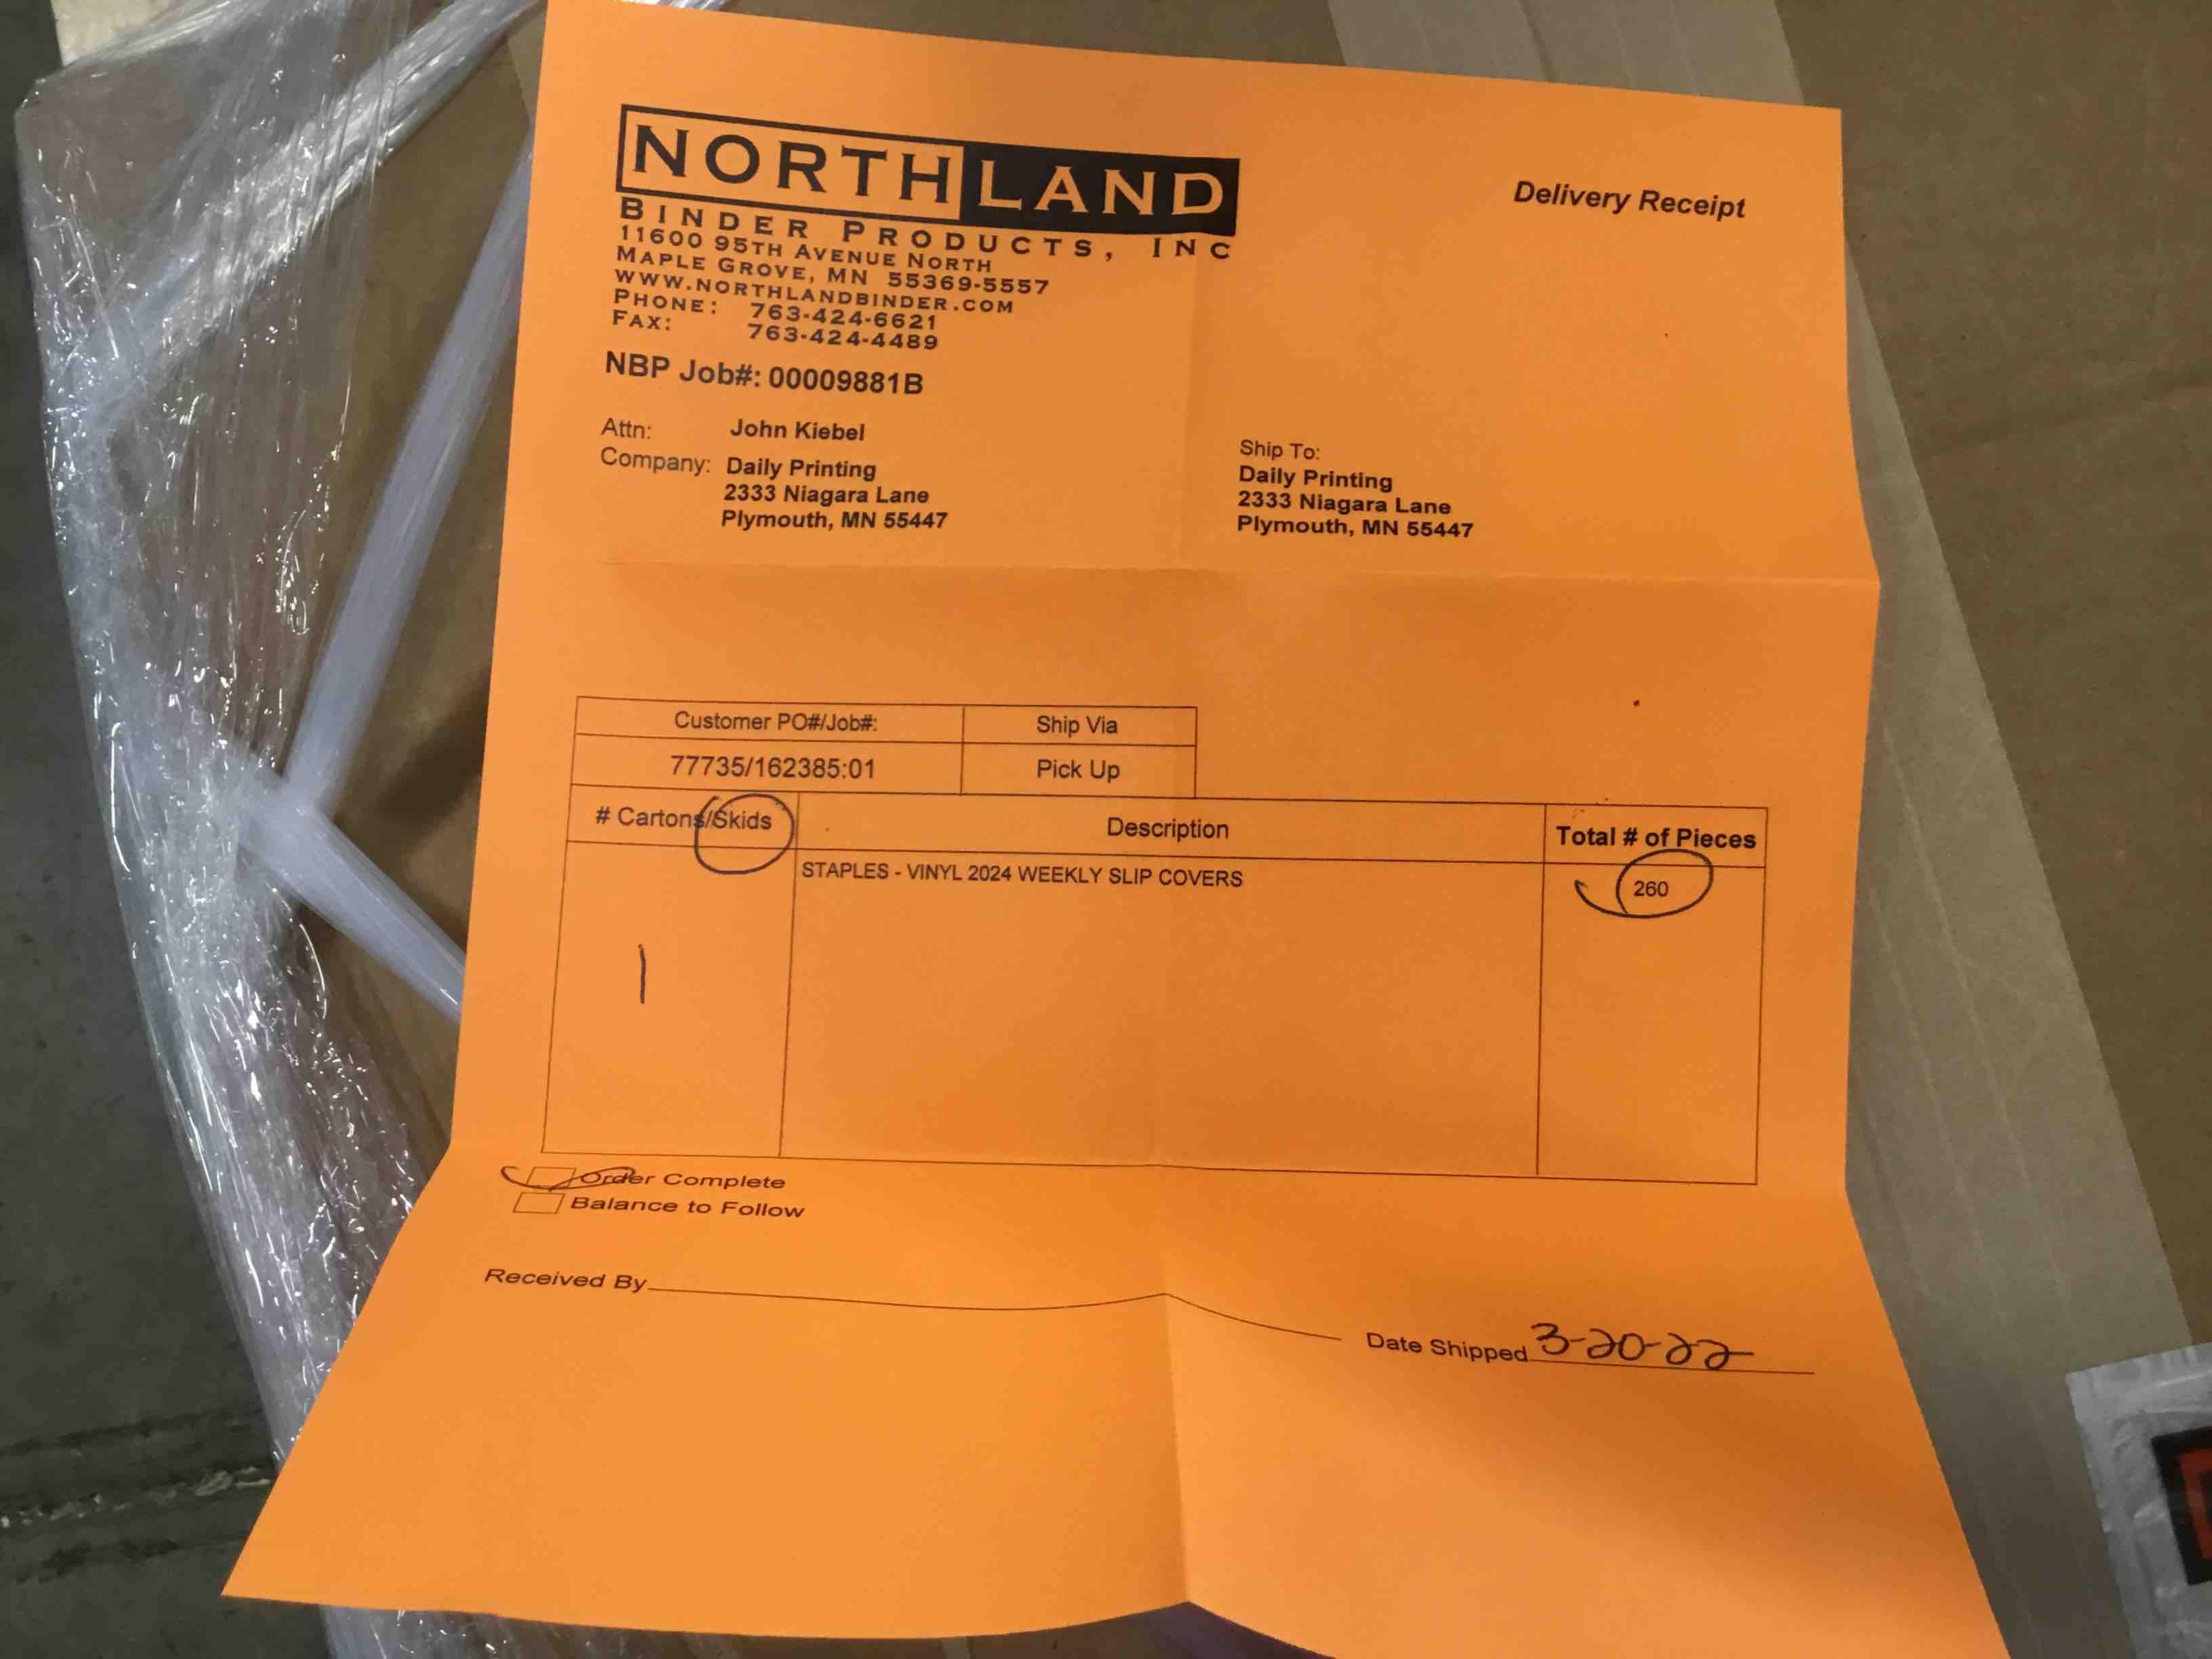 NORTHLAND
BINDER PRODUCTS, INC
11600 95TH AVENUE NORTH
MAPLE GROVE, MN 55369-5557
WWW.NORTHLANDBINDER.COM
PHONE: 763-424-6621
FAX: 763-424-4489
Delivery Receipt
NBP Job#: 00009881B
Attn: John Kiebel
Company: Daily Printing
2333 Niagara Lane
Plymouth, MN 55447
Ship To:
Daily Printing
2333 Niagara Lane
Plymouth, MN 55447
Customer PO#/Job#: Ship Via
77735/162385:01 Pick Up
# Cartons/Skids Description Total # of Pieces
STAPLES - VINYL 2024 WEEKLY SLIP COVERS 260
1
Order Complete
Balance to Follow
Received By
Date Shipped 3-20-22